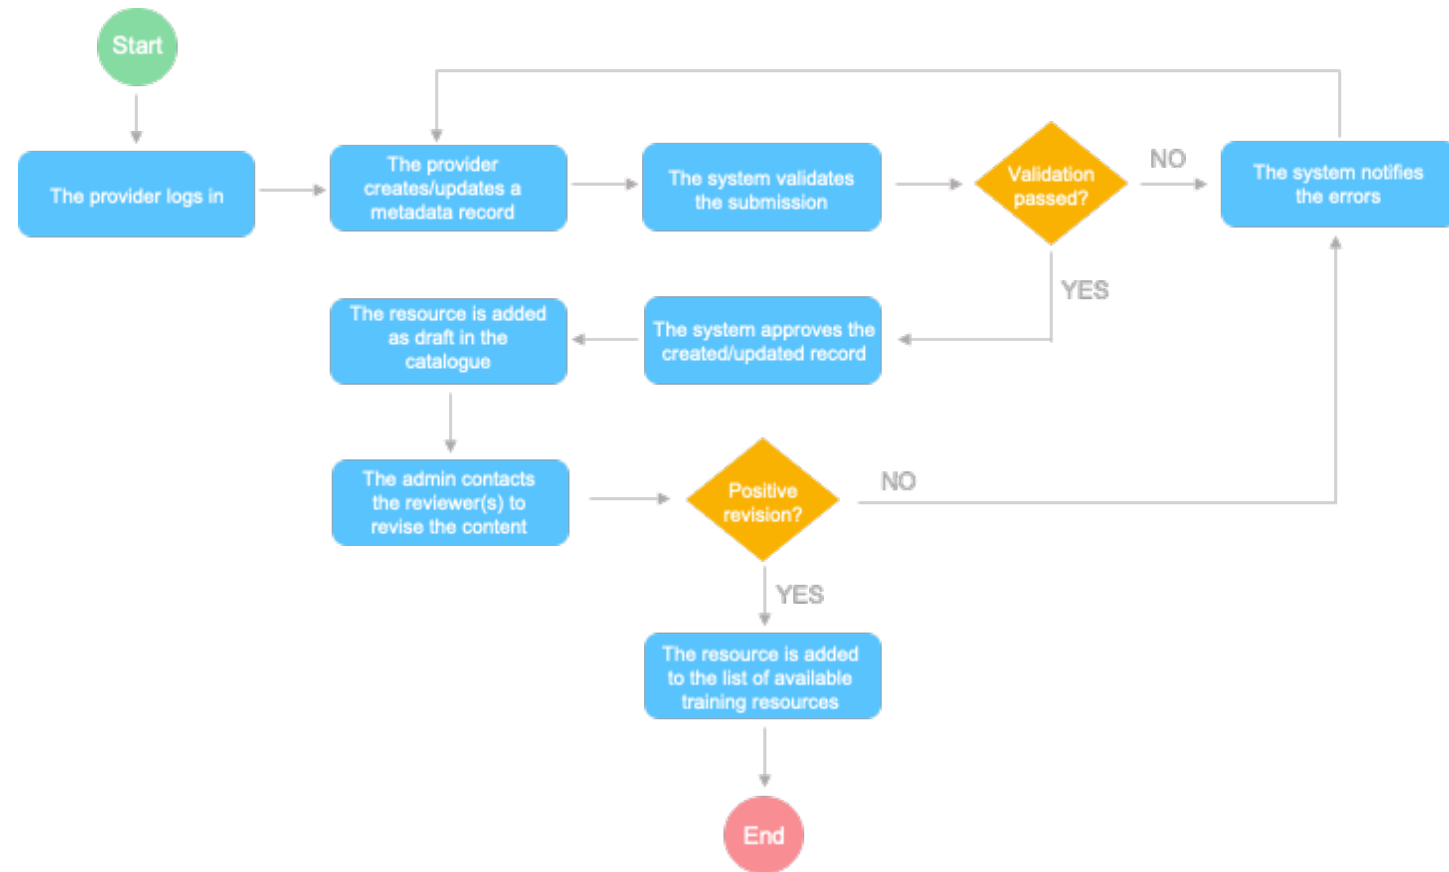 Start
The provider logs in
The provider
creates/updates a
metadata record
The system validates
the submission
Validation
passed?
NO
The system notifies
the errors
YES
The resource is added
as draft in the
catalogue
The system approves the
created/updated record
The admin contacts
the reviewer(s) to
revise the content
Positive
revision?
NO
YES
The resource is added
to the list of available
training resources
End